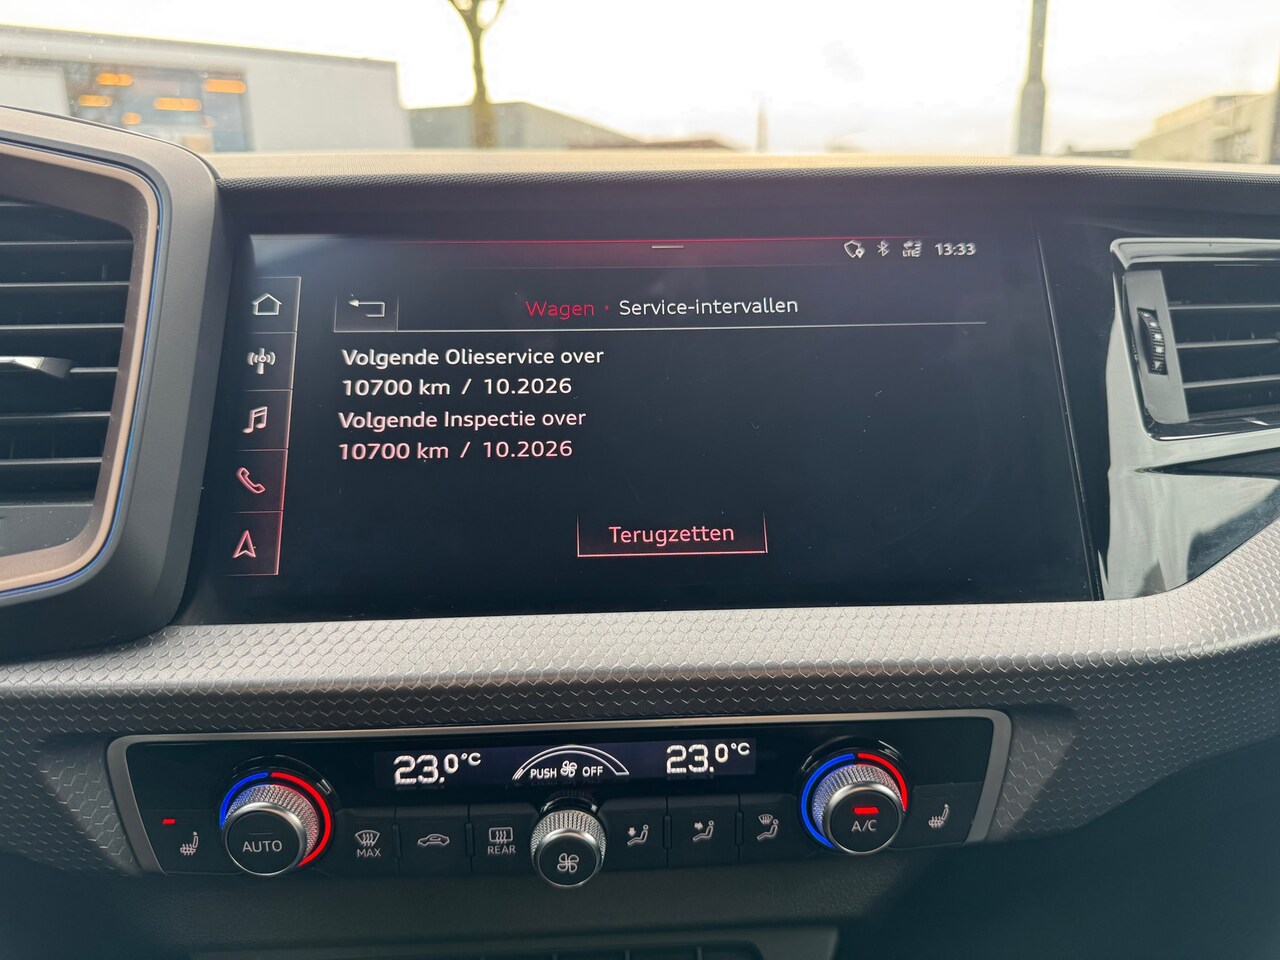 LTE 13:33
Wagen · Service-intervallen
Volgende Olieservice over
10700 km / 10.2026
Volgende Inspectie over
10700 km / 10.2026
Terugzetten
23.0°C PUSH OFF 23.0°C
AUTO MAX REAR A/C